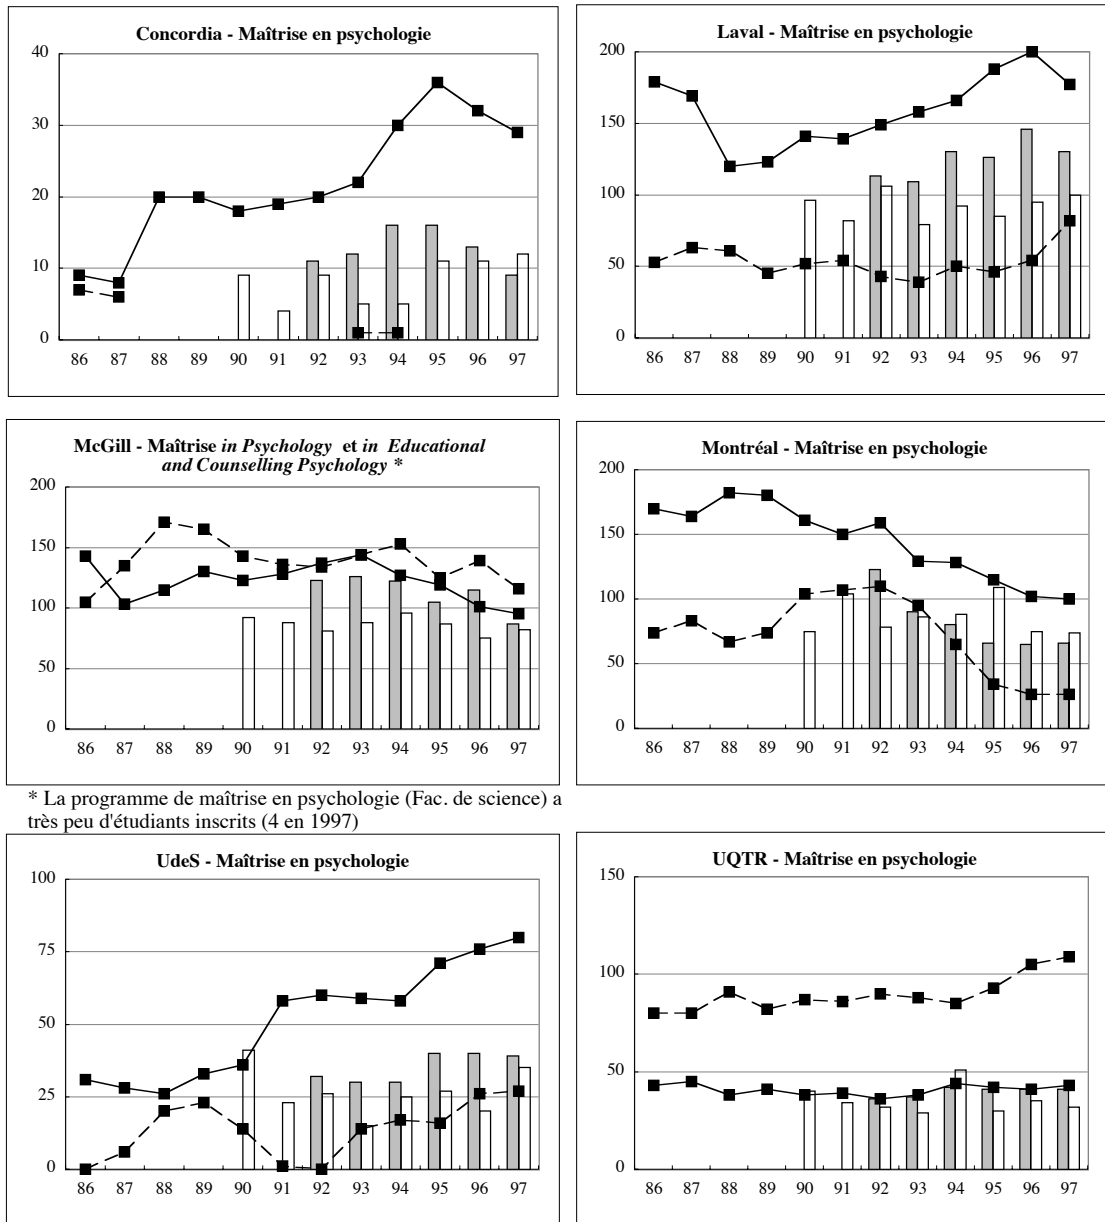 Concordia - Maîtrise en psychologie
40
30
20
10
0
86 87 88 89 90 91 92 93 94 95 96 97
Laval - Maîtrise en psychologie
200
150
100
50
0
86 87 88 89 90 91 92 93 94 95 96 97
McGill - Maîtrise in Psychology et in Educational
and Counselling Psychology *
200
150
100
50
0
86 87 88 89 90 91 92 93 94 95 96 97
Montréal - Maîtrise en psychologie
200
150
100
50
0
86 87 88 89 90 91 92 93 94 95 96 97
* La programme de maîtrise en psychologie (Fac. de science) a
très peu d'étudiants inscrits (4 en 1997)
UdeS - Maîtrise en psychologie
100
75
50
25
0
86 87 88 89 90 91 92 93 94 95 96 97
UQTR - Maîtrise en psychologie
150
100
50
0
86 87 88 89 90 91 92 93 94 95 96 97